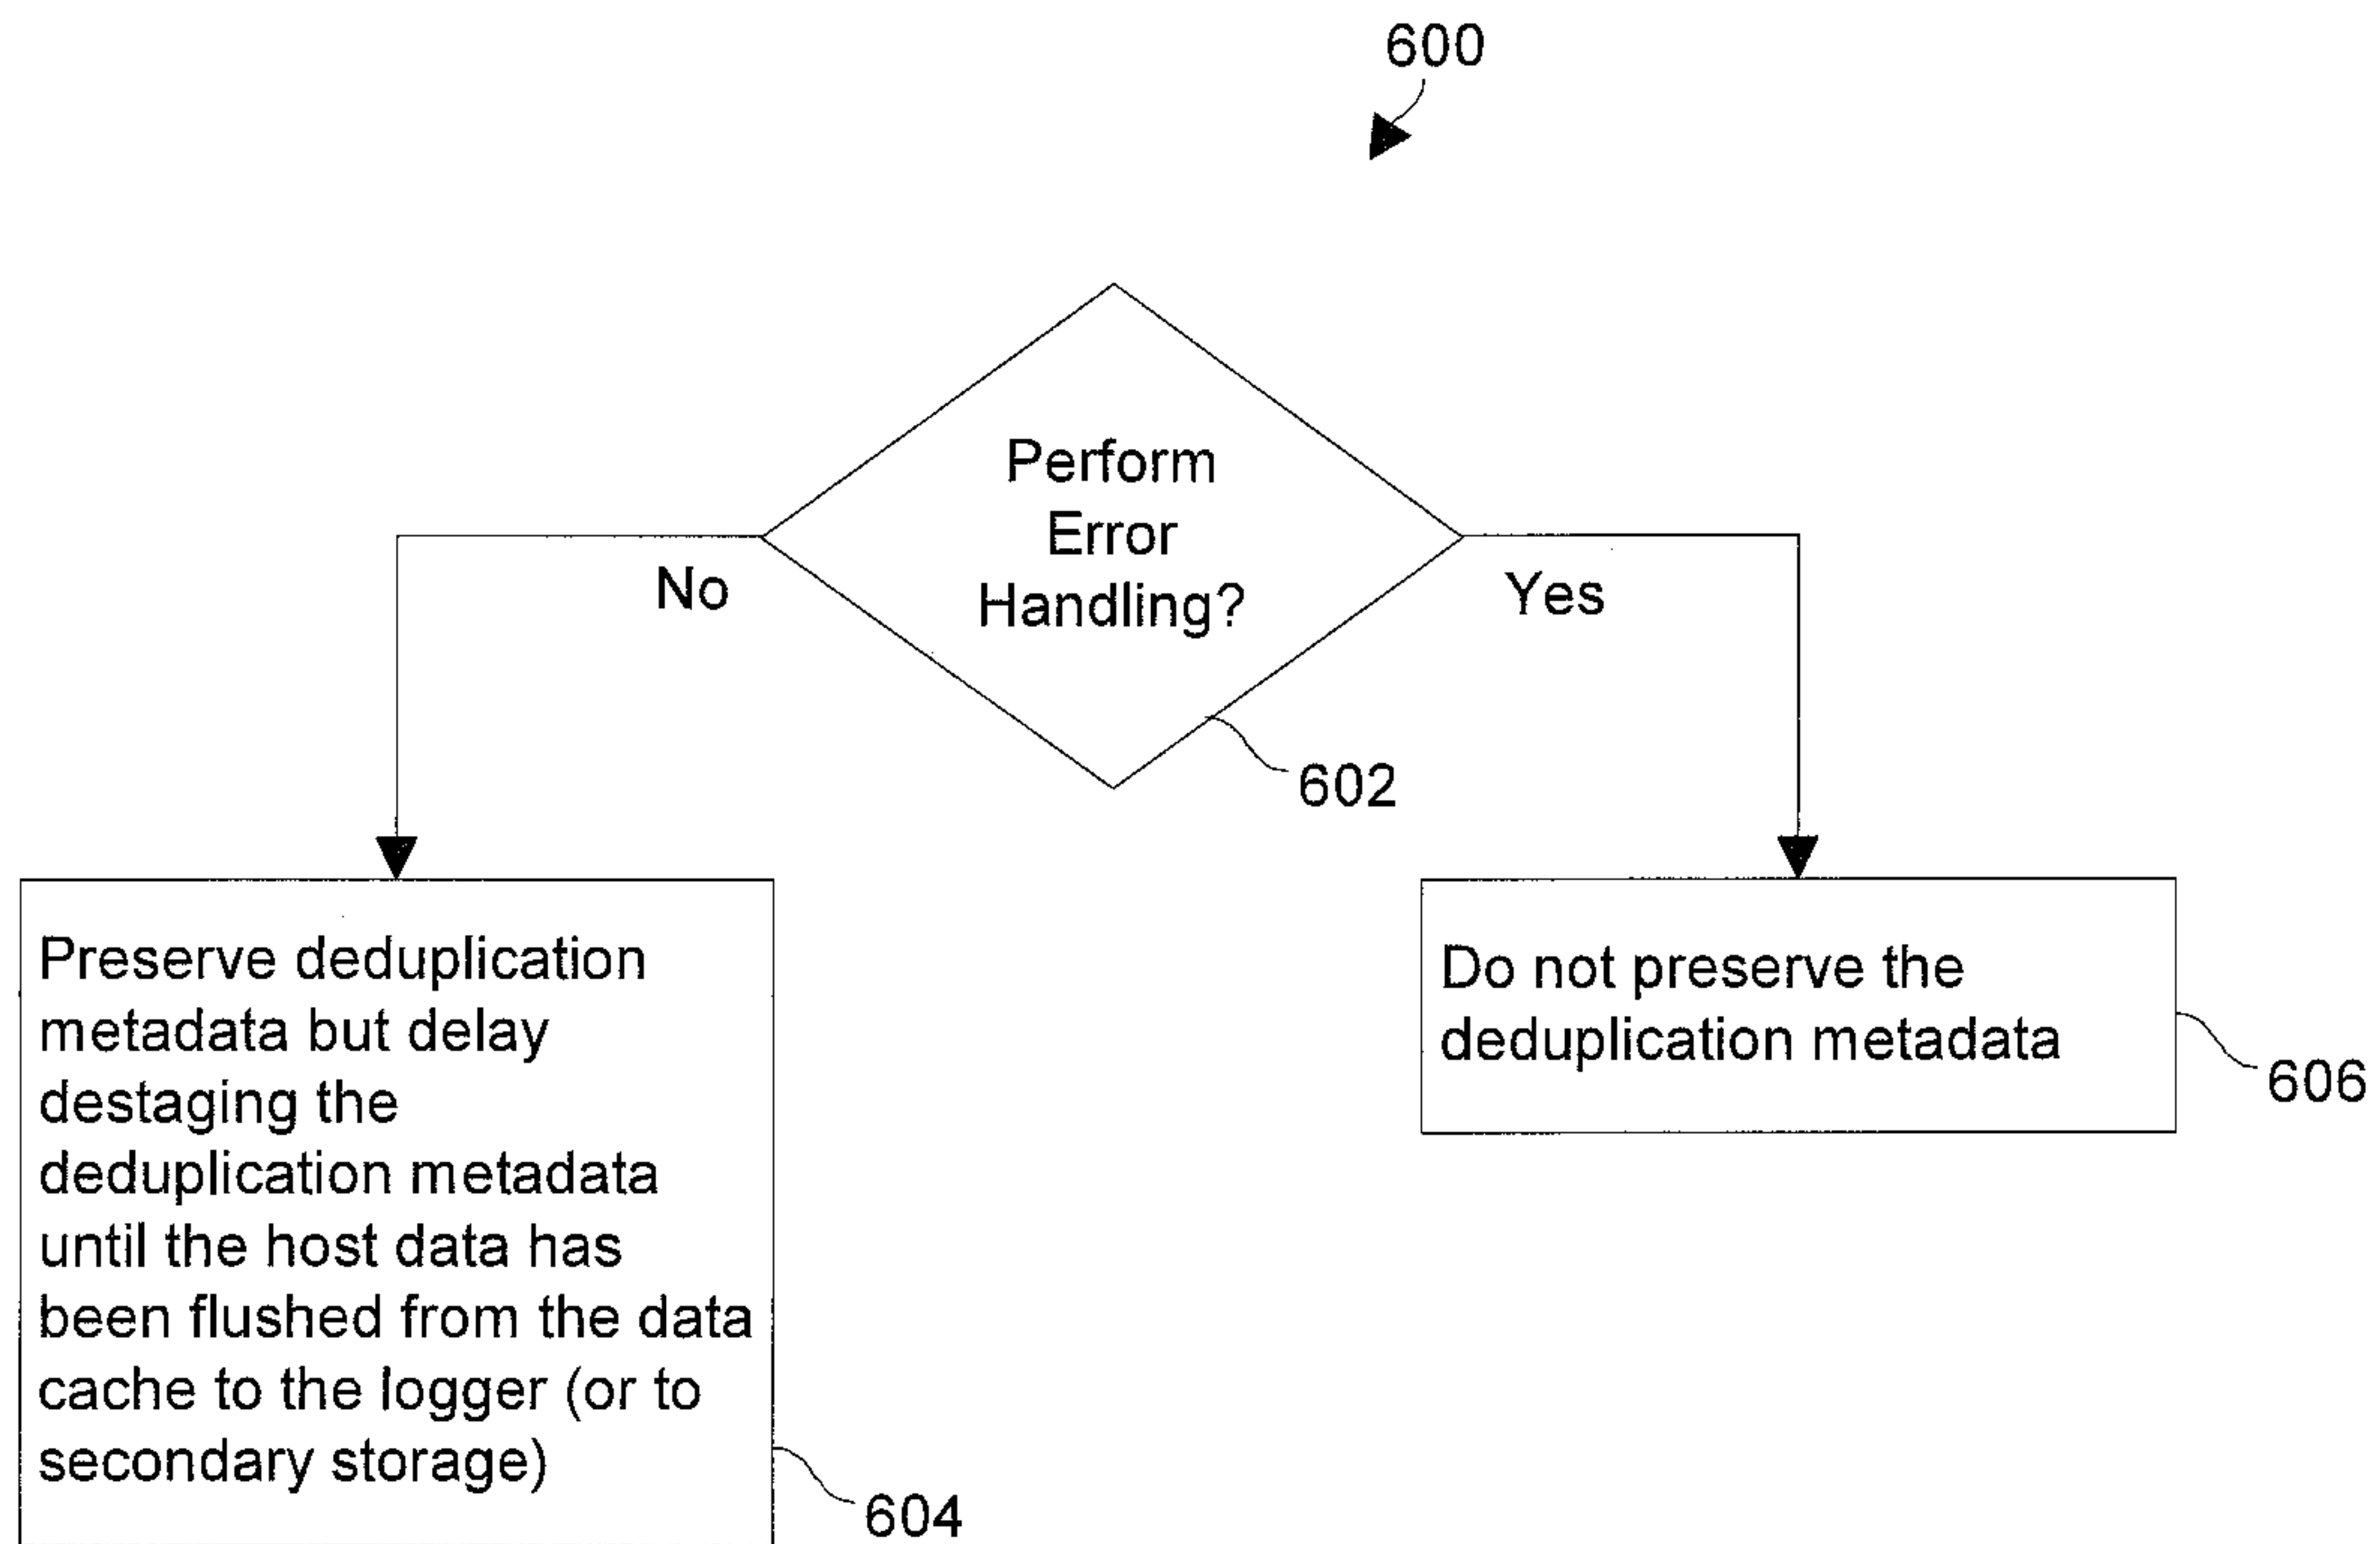 600
Perform
Error
Handling?
No
Yes
602
Preserve deduplication
metadata but delay
destaging the
deduplication metadata
until the host data has
been flushed from the data
cache to the logger (or to
secondary storage)
604
Do not preserve the
deduplication metadata
606